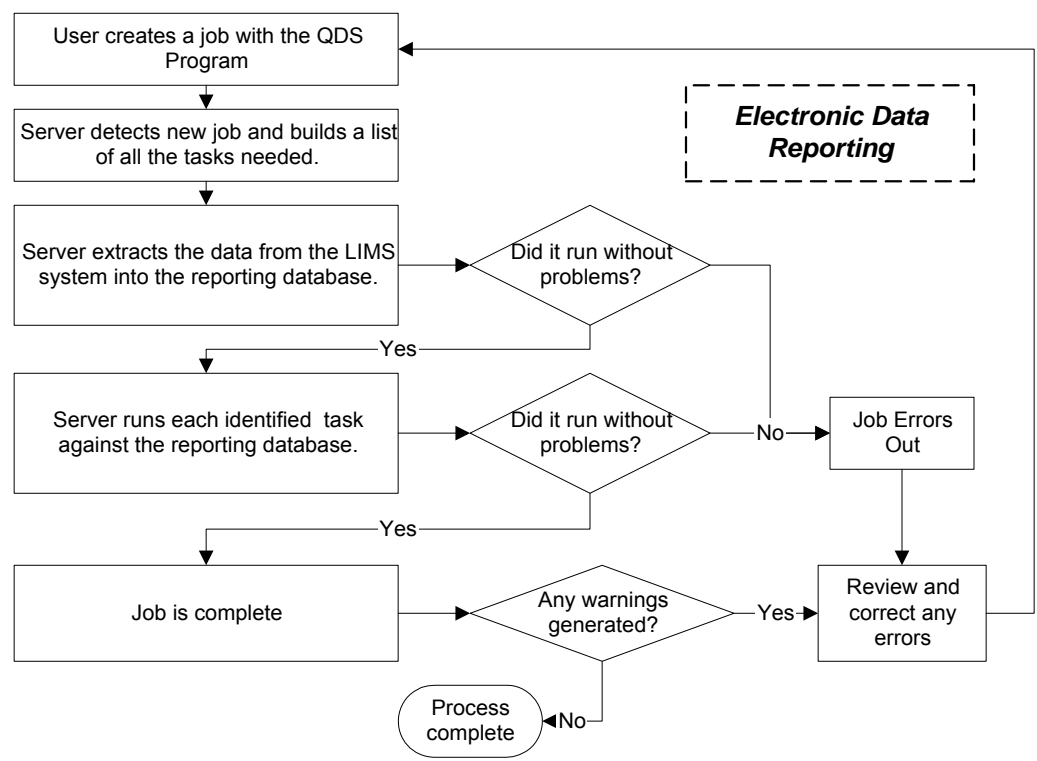 User creates a job with the QDS
Program
Electronic Data
Reporting
Server detects new job and builds a list
of all the tasks needed.
Server extracts the data from the LIMS
system into the reporting database.
Did it run without
problems?
Yes
Server runs each identified task
against the reporting database.
Did it run without
problems?
No
Job Errors
Out
Yes
Job is complete
Any warnings
generated?
Yes
Review and
correct any
errors
No
Process
complete